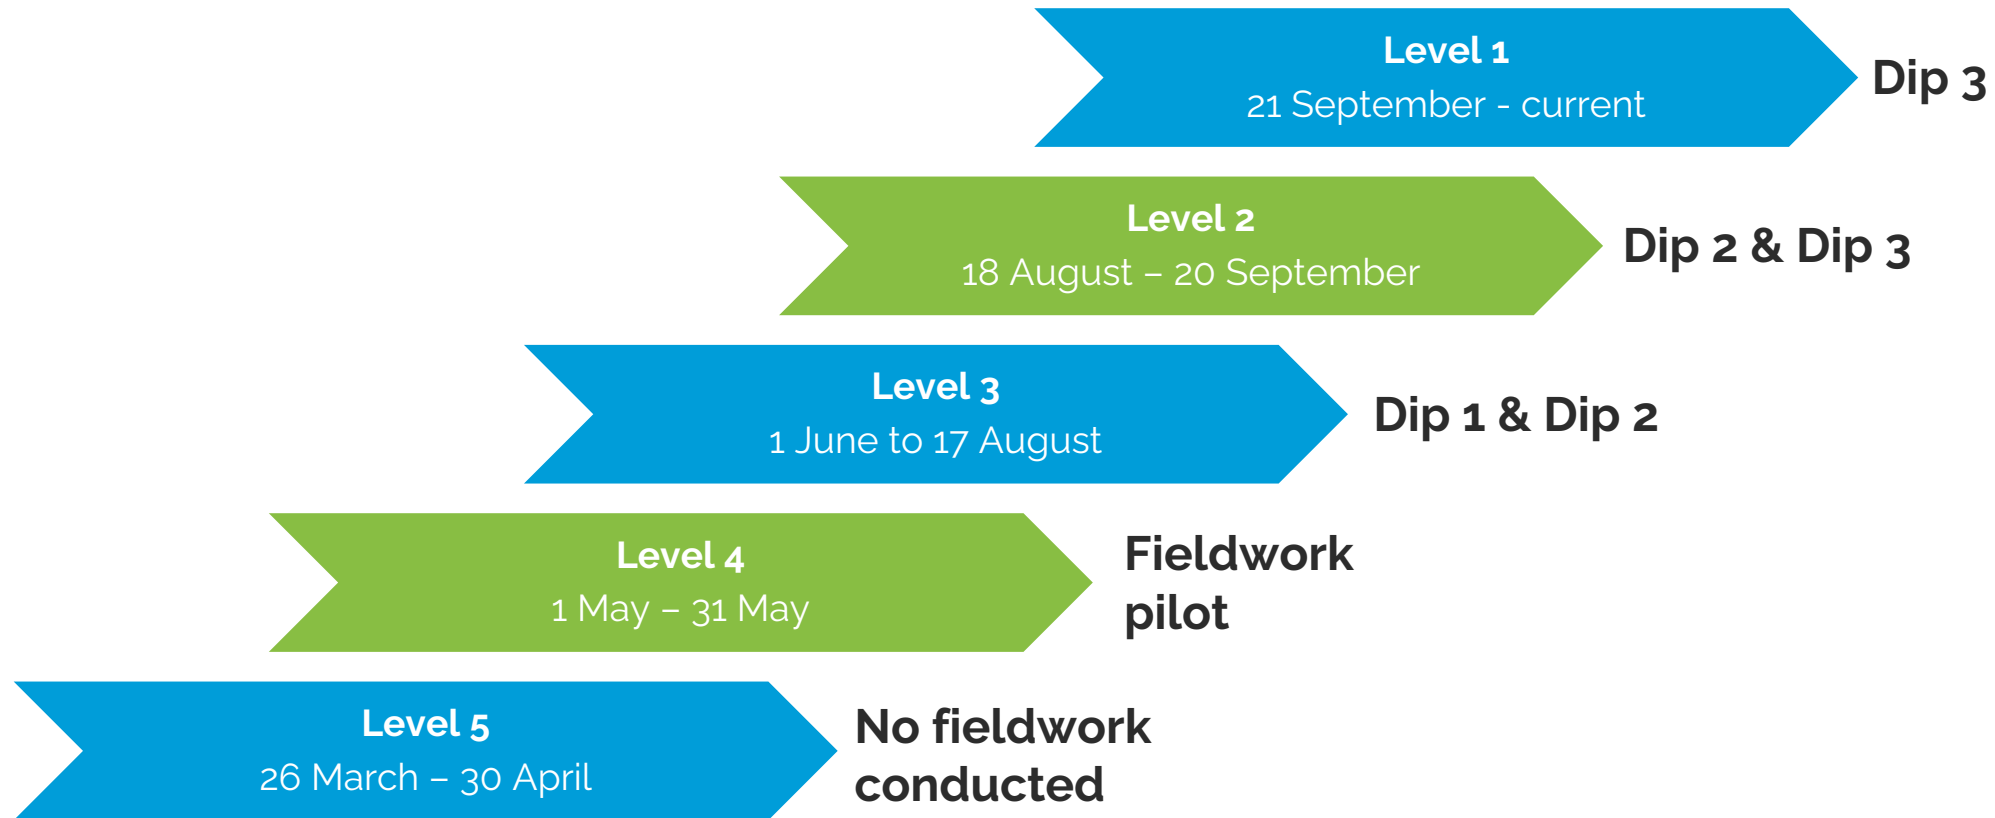 Level 1
21 September - current
Dip 3
Level 2
18 August – 20 September
Dip 2 & Dip 3
Level 3
1 June to 17 August
Dip 1 & Dip 2
Level 4
1 May – 31 May
Fieldwork
pilot
Level 5
26 March – 30 April
No fieldwork
conducted